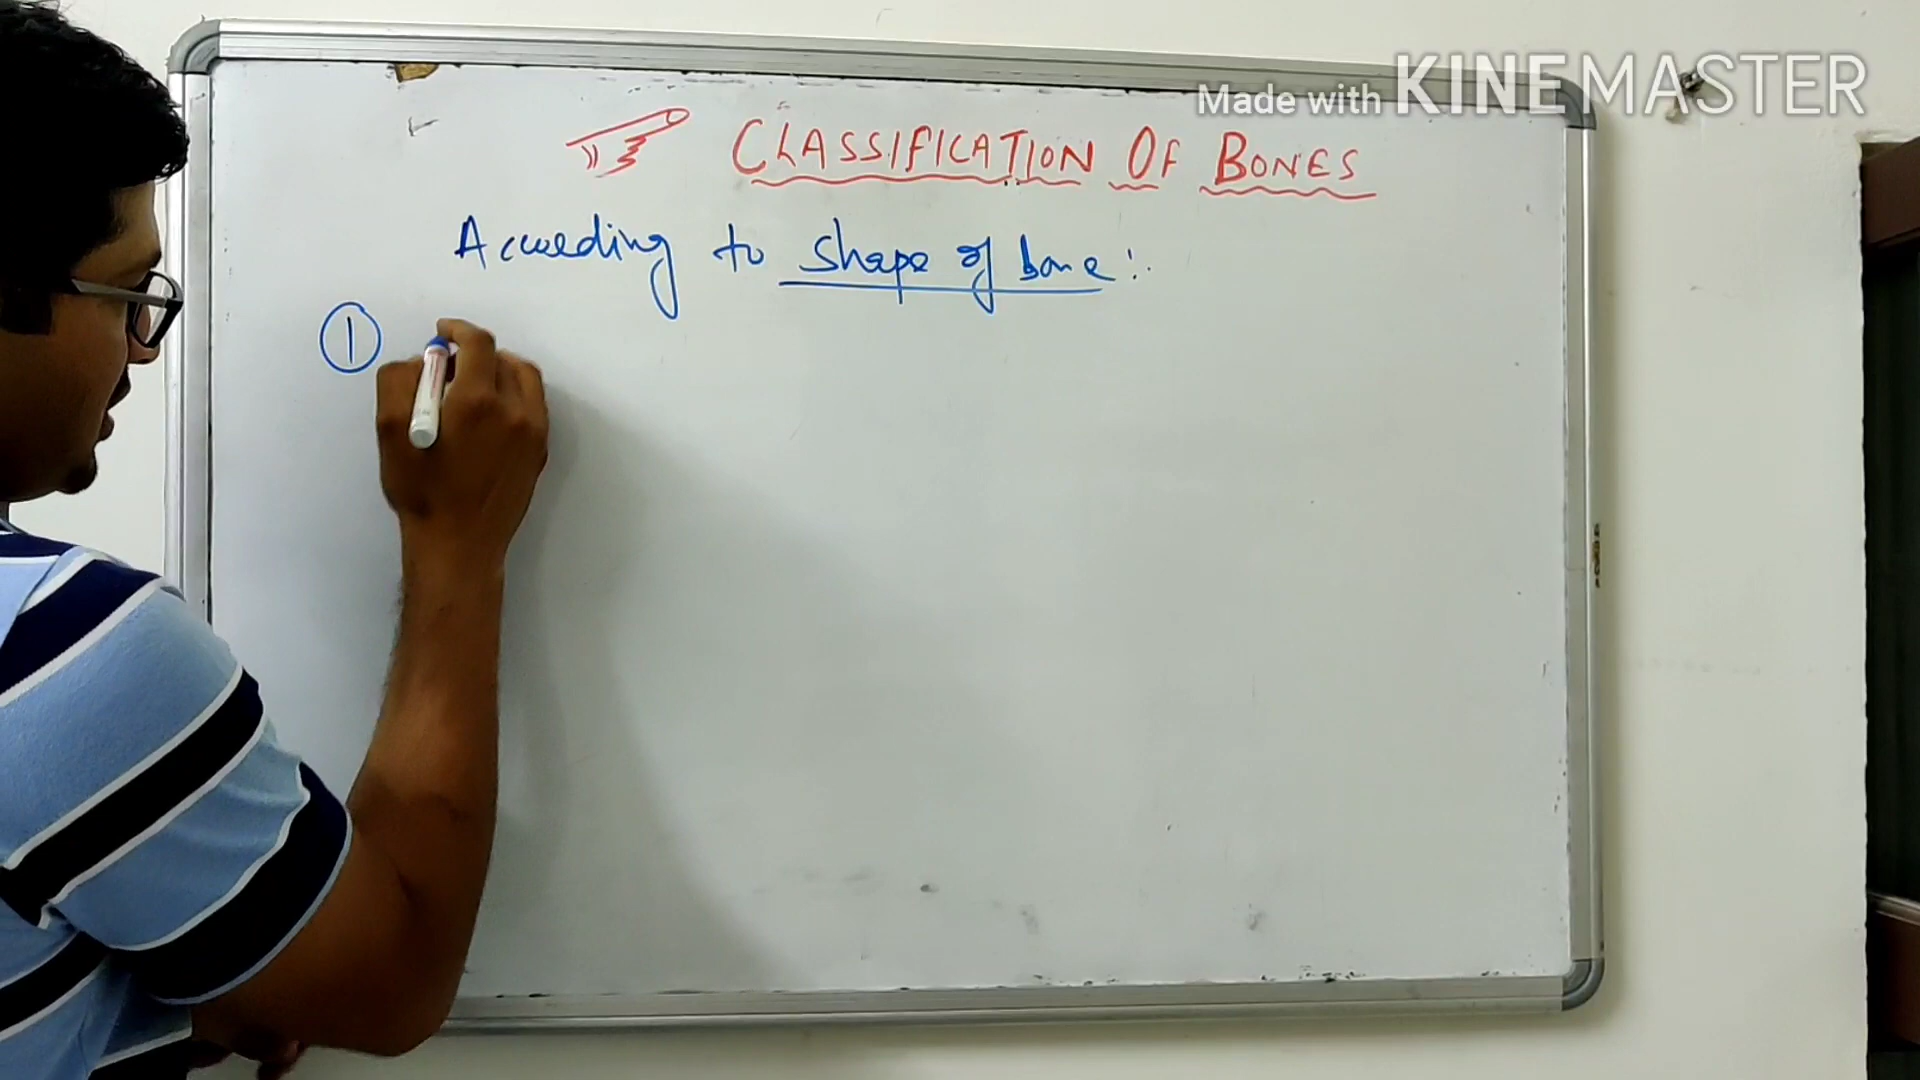 Made with KINEMASTER
CLASSIFICATION OF BONES
According to shape of bone :.
1